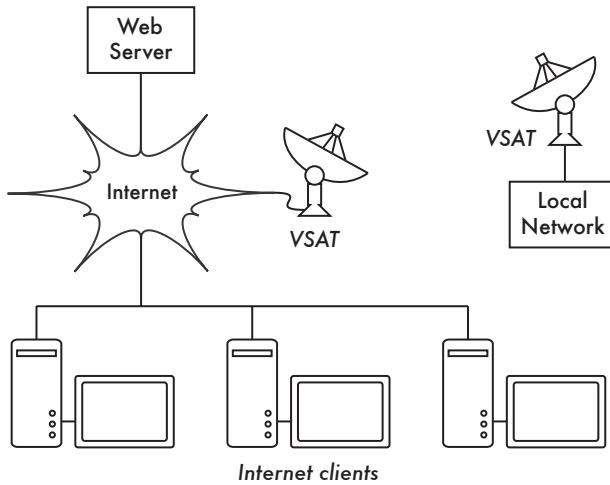 Web
Server
Internet
VSAT
VSAT
Local
Network
Internet clients